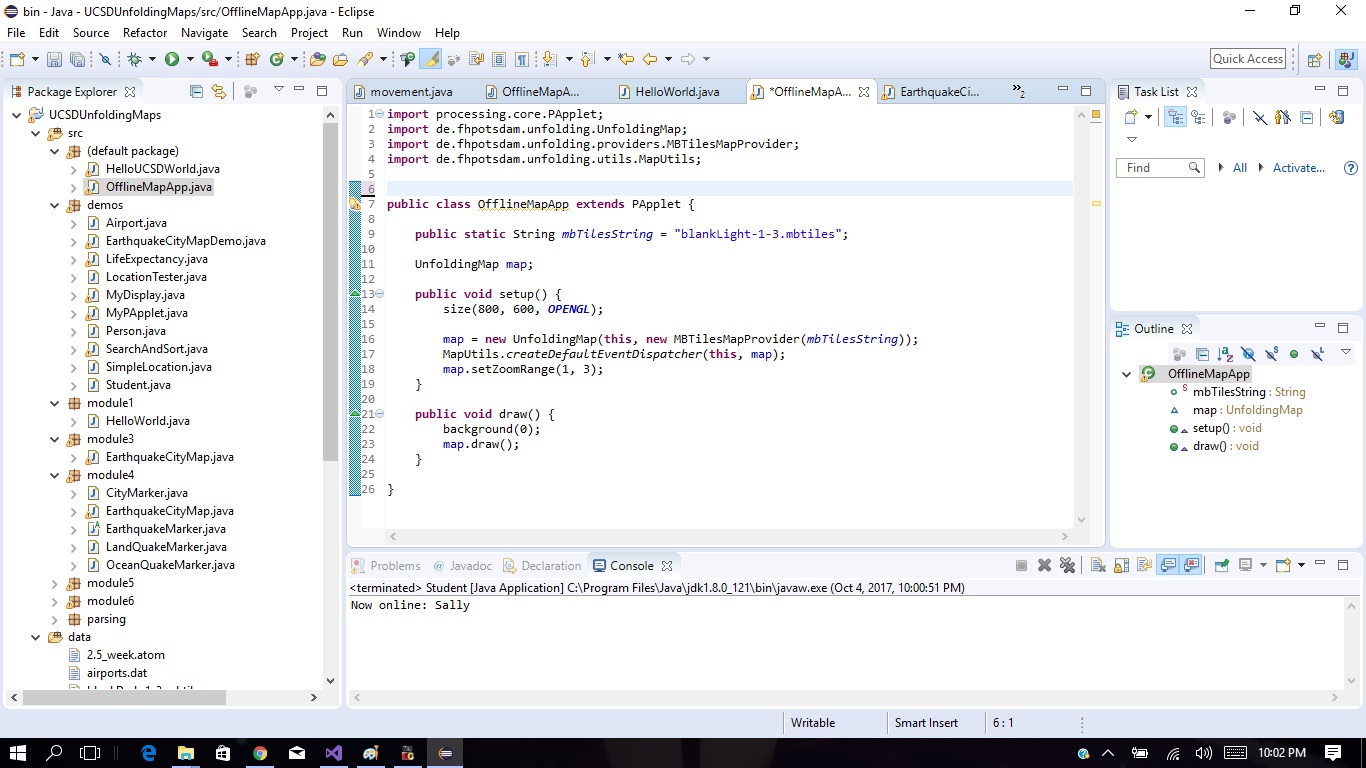 bin - Java - UCSDUnfoldingMaps/src/OfflineMapApp.java - Eclipse
File Edit Source Refactor Navigate Search Project Run Window Help
Quick Access
Package Explorer
UCSDUnfoldingMaps
src
(default package)
HelloUCSDWorld.java
OfflineMapApp.java
demos
Airport.java
EarthquakeCityMapDemo.java
LifeExpectancy.java
LocationTester.java
MyDisplay.java
MyPApplet.java
Person.java
SearchAndSort.java
SimpleLocation.java
Student.java
module1
HelloWorld.java
module3
EarthquakeCityMap.java
module4
CityMarker.java
EarthquakeCityMap.java
EarthquakeMarker.java
LandQuakeMarker.java
OceanQuakeMarker.java
module5
module6
parsing
data
2.5_week.atom
airports.dat
movement.java OfflineMapA... HelloWorld.java *OfflineMapA... EarthquakeCi... »2
1 import processing.core.PApplet;
2 import de.fhpotsdam.unfolding.UnfoldingMap;
3 import de.fhpotsdam.unfolding.providers.MBTilesMapProvider;
4 import de.fhpotsdam.unfolding.utils.MapUtils;
5
6
7 public class OfflineMapApp extends PApplet {
8
9 public static String mbTilesString = "blankLight-1-3.mbtiles";
10
11 UnfoldingMap map;
12
13 public void setup() {
14 size(800, 600, OPENGL);
15
16 map = new UnfoldingMap(this, new MBTilesMapProvider(mbTilesString));
17 MapUtils.createDefaultEventDispatcher(this, map);
18 map.setZoomRange(1, 3);
19 }
20
21 public void draw() {
22 background(0);
23 map.draw();
24 }
25
26 }
Task List
Find All Activate...
Outline
OfflineMapApp
mbTilesString : String
map : UnfoldingMap
setup() : void
draw() : void
Problems @ Javadoc Declaration Console
<terminated> Student [Java Application] C:\Program Files\Java\jdk1.8.0_121\bin\javaw.exe (Oct 4, 2017, 10:00:51 PM)
Now online: Sally
Writable Smart Insert 6 : 1
10:02 PM